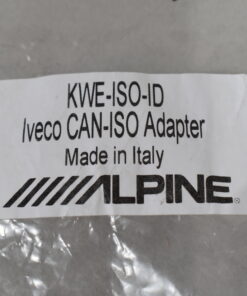 KWE-ISO-ID
Iveco CAN-ISO Adapter
Made in Italy
ALPINE